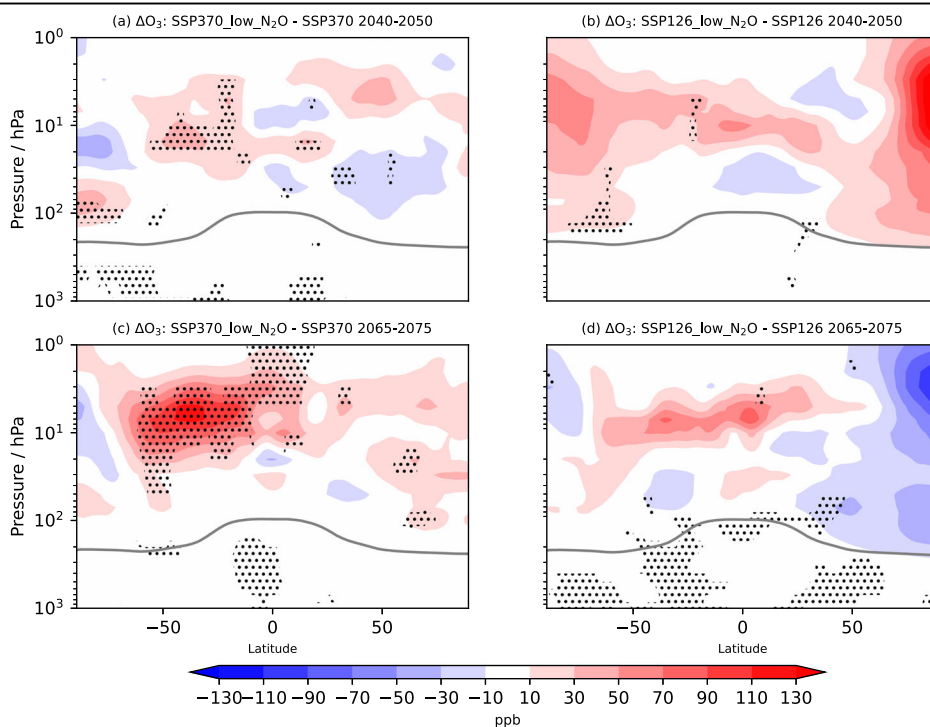 (a) ΔO₃: SSP370_low_N₂O - SSP370 2040-2050
(b) ΔO₃: SSP126_low_N₂O - SSP126 2040-2050
Pressure / hPa
10⁰
10¹
10²
10³
(c) ΔO₃: SSP370_low_N₂O - SSP370 2065-2075
(d) ΔO₃: SSP126_low_N₂O - SSP126 2065-2075
Pressure / hPa
10⁰
10¹
10²
10³
−50 0 50
−50 0 50
Latitude
Latitude
−130 −110 −90 −70 −50 −30 −10 10 30 50 70 90 110 130
ppb